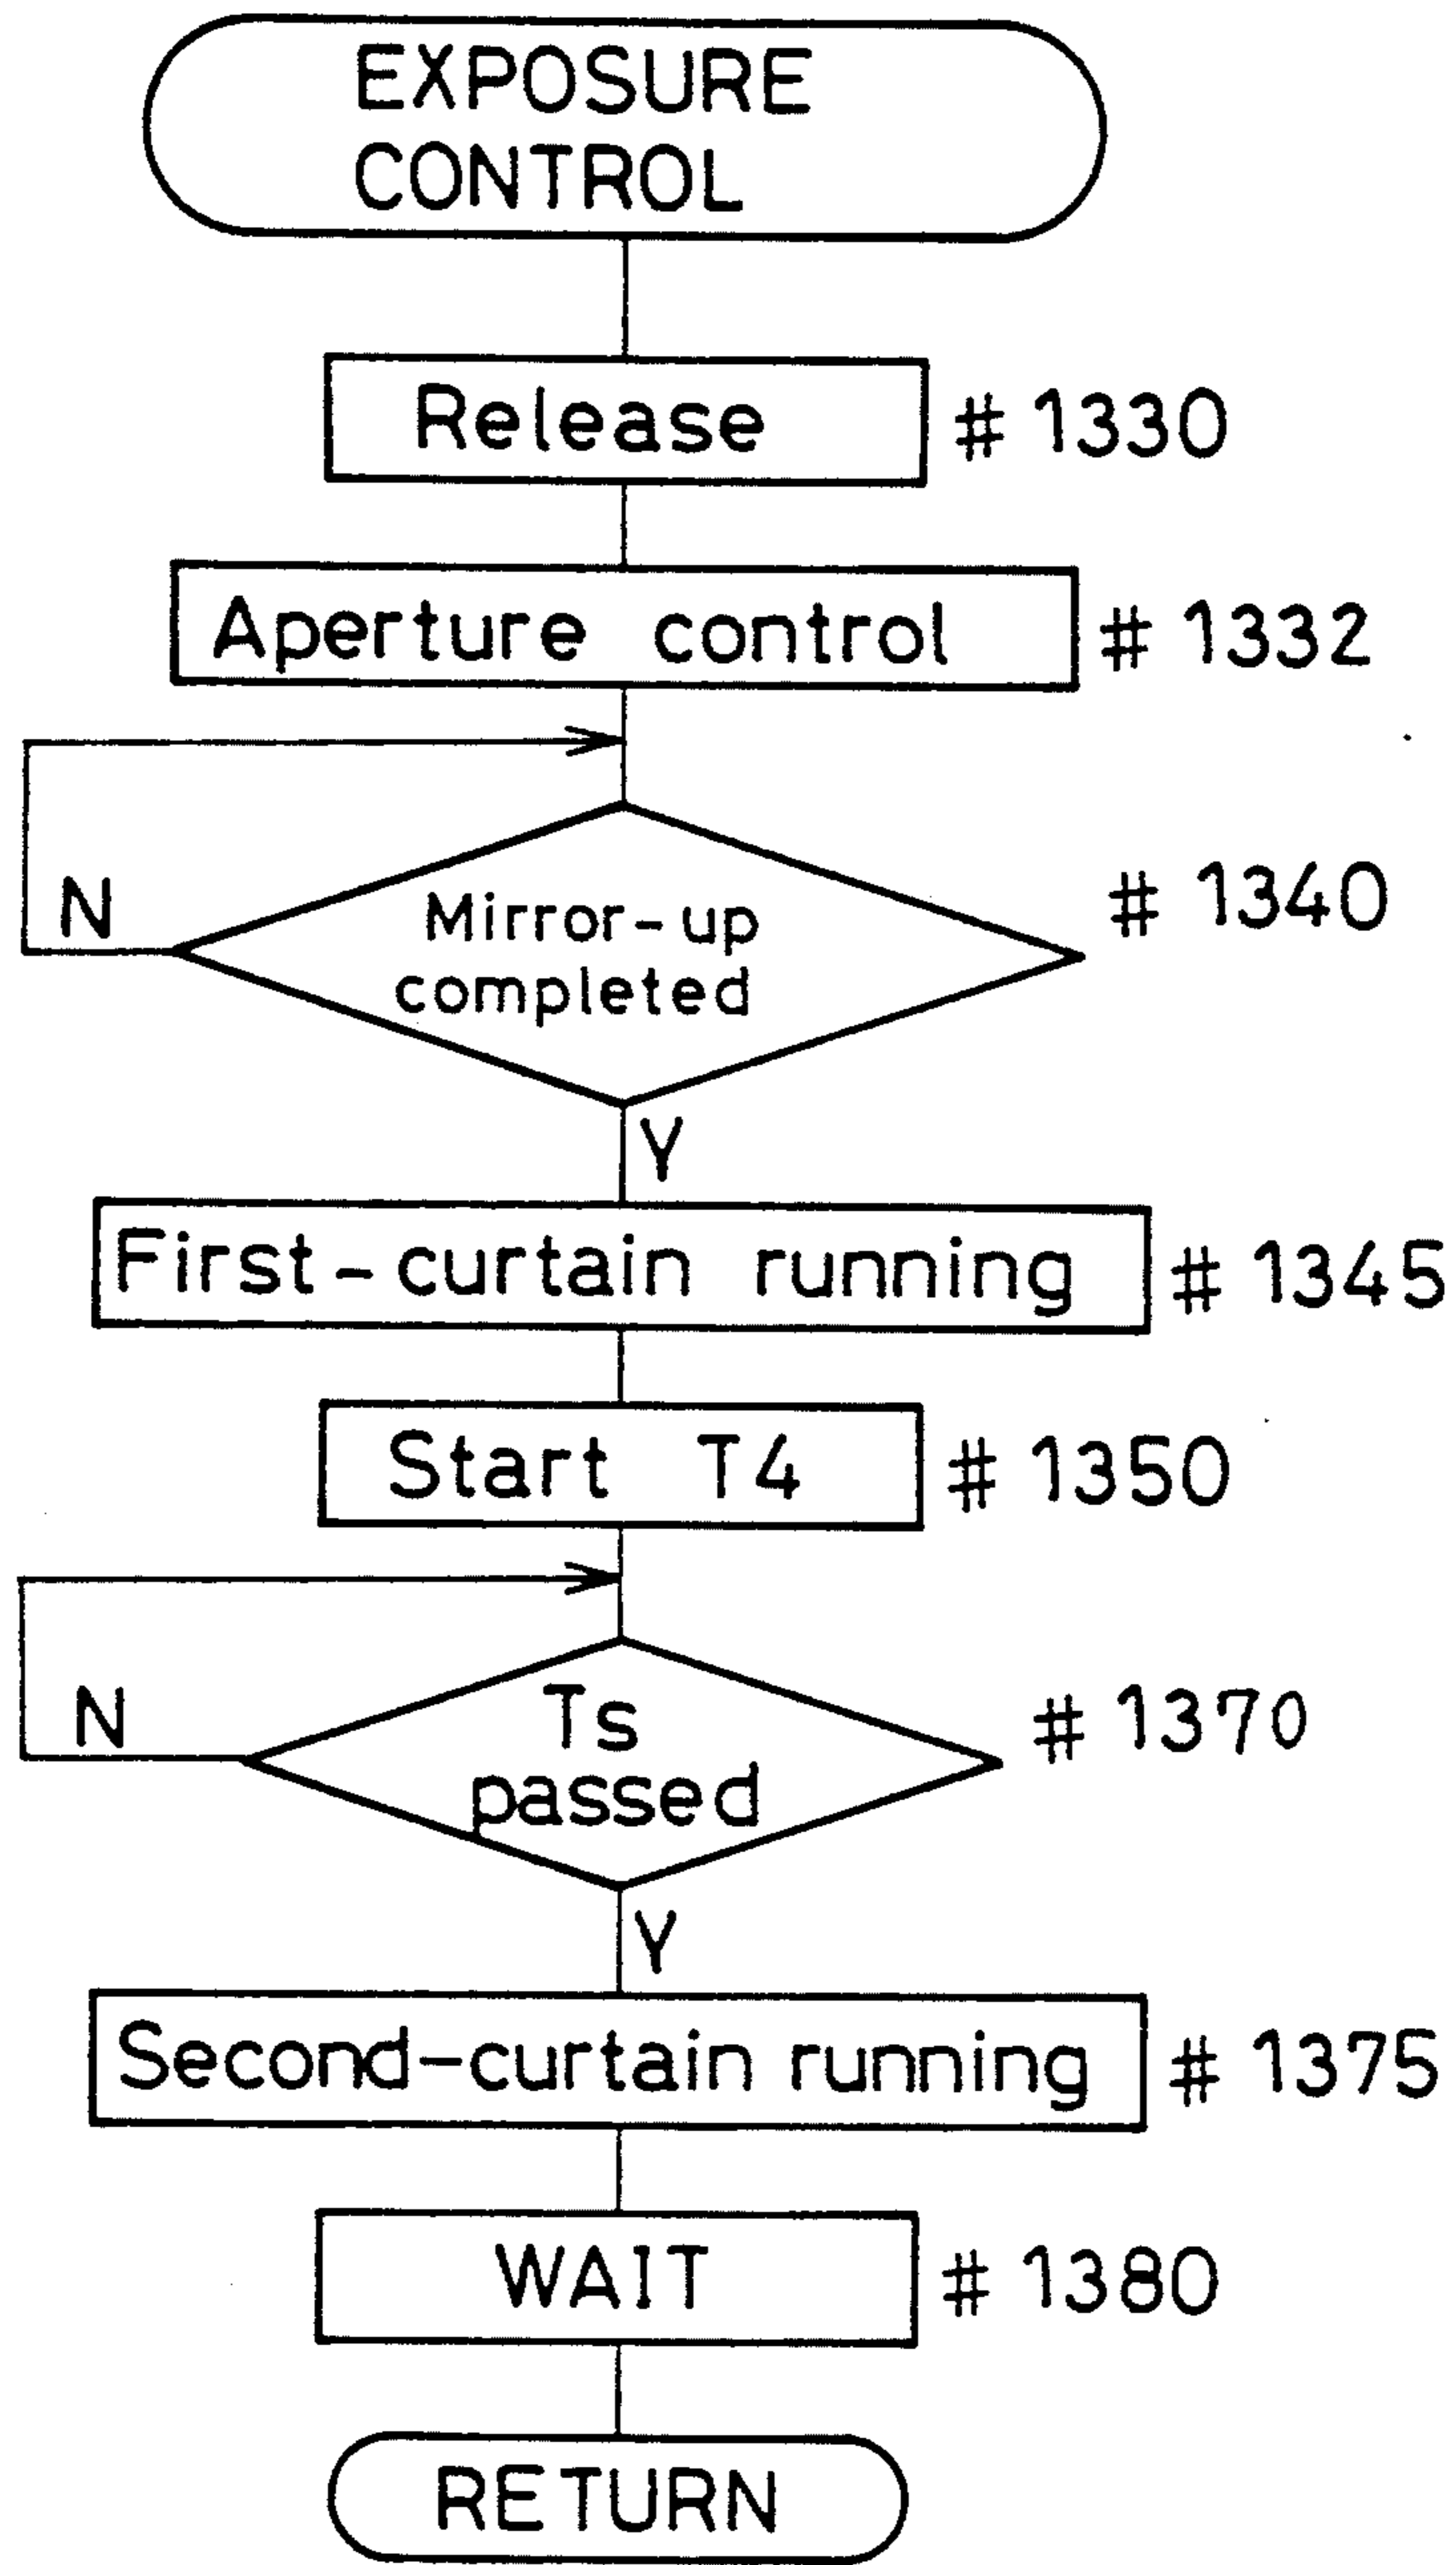 EXPOSURE
CONTROL
Release # 1330
Aperture control # 1332
N
Mirror-up
completed
# 1340
Y
First-curtain running # 1345
Start T4 # 1350
N
Ts
passed
# 1370
Y
Second-curtain running # 1375
WAIT # 1380
RETURN